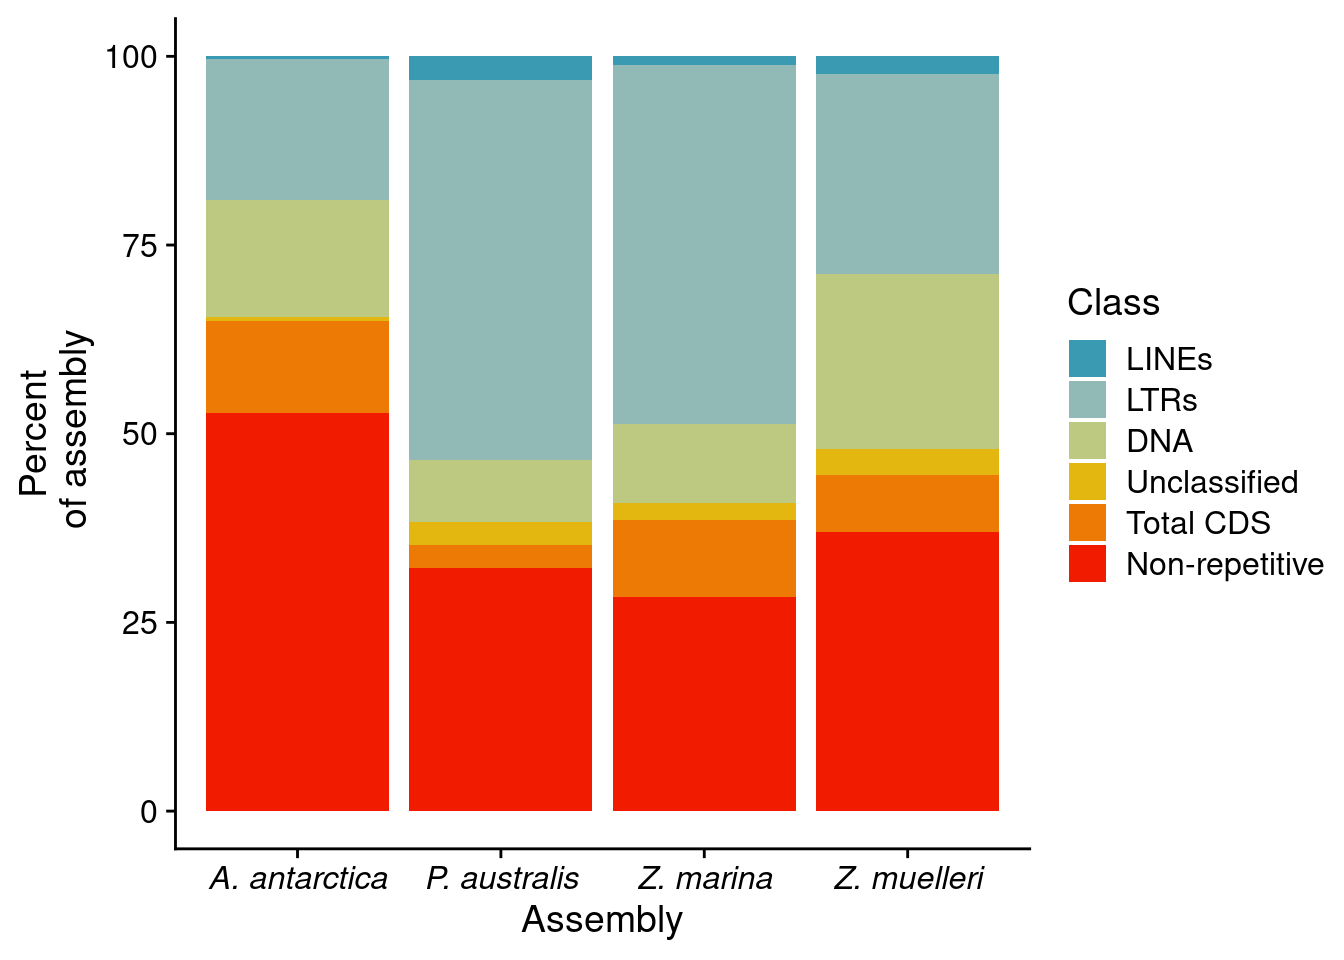 Percent
of assembly
100
75
50
25
0
A. antarctica
P. australis
Z. marina
Z. muelleri
Assembly
Class
LINEs
LTRs
DNA
Unclassified
Total CDS
Non-repetitive